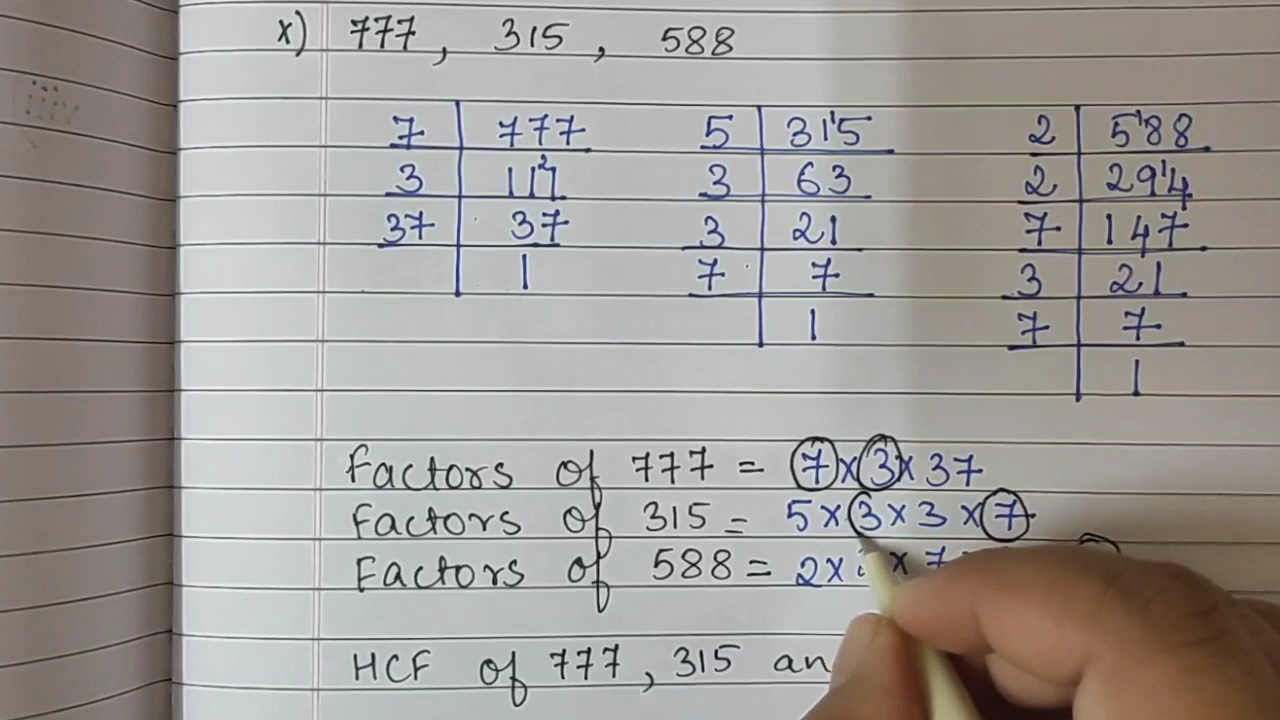 x) 777, 315, 588
7 777 5 315 2 588
3 111 3 63 2 294
37 37 3 21 7 147
1 7 7 3 21
1 7 7
1
Factors of 777 = 7 × 3 × 37
Factors of 315 = 5 × 3 × 3 × 7
Factors of 588 = 2 × × 7
HCF of 777, 315